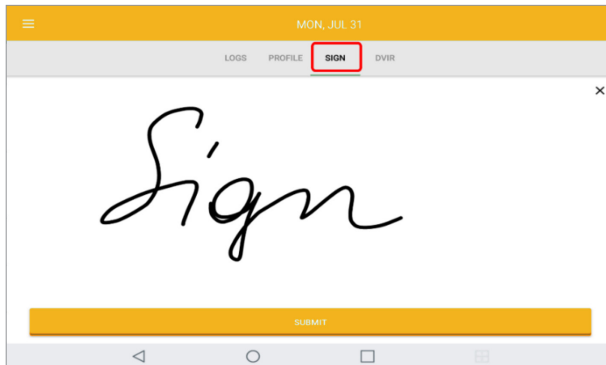 MON, JUL 31
LOGS PROFILE SIGN DVIR
Sign
SUBMIT